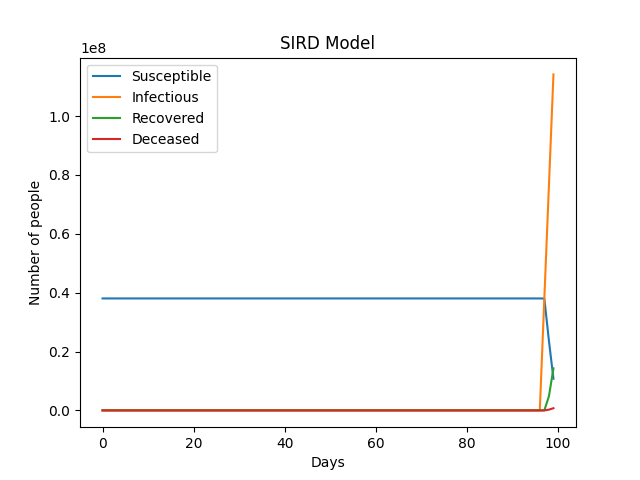 SIRD Model
1e8
Susceptible
Infectious
Recovered
Deceased
1.0
0.8
0.6
0.4
0.2
0.0
Number of people
0 20 40 60 80 100
Days